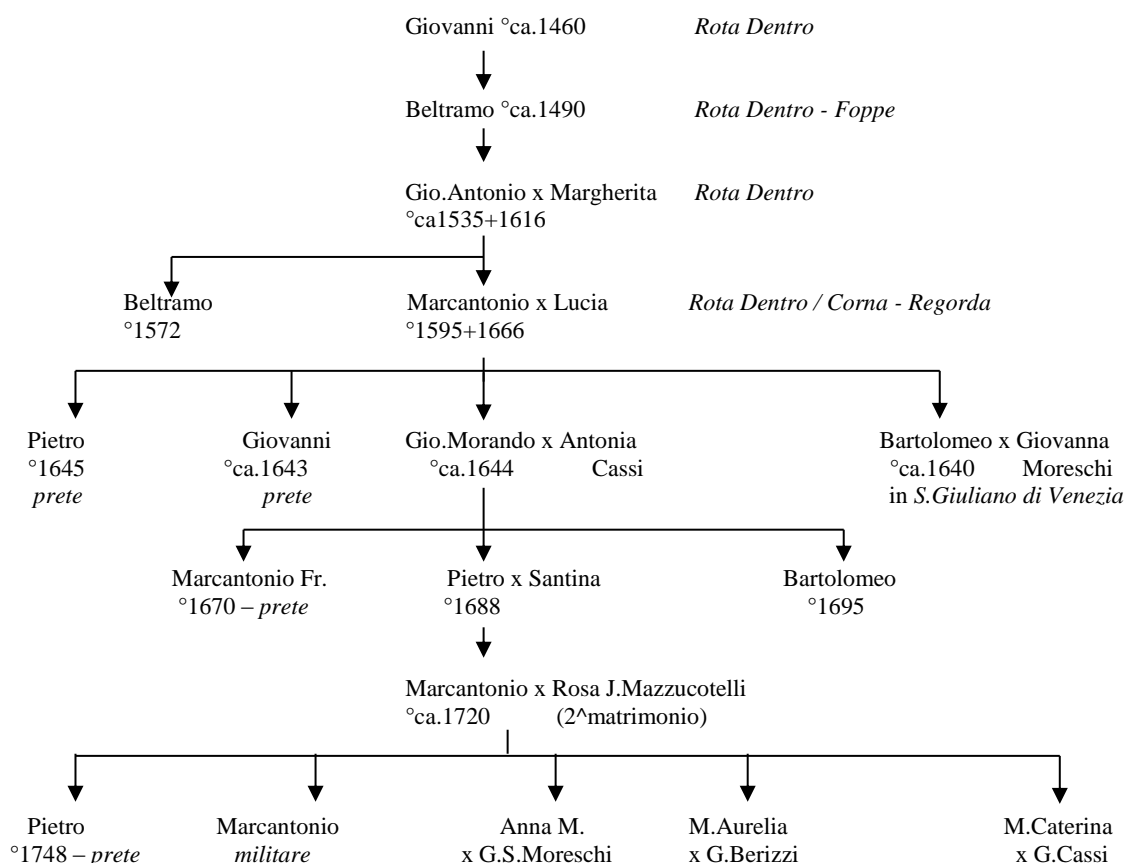 Giovanni °ca.1460 Rota Dentro
Beltramo °ca.1490 Rota Dentro - Foppe
Gio.Antonio x Margherita Rota Dentro
°ca1535+1616
Beltramo Marcantonio x Lucia Rota Dentro / Corna - Regorda
°1572 °1595+1666
Pietro Giovanni Gio.Morando x Antonia Bartolomeo x Giovanna
°1645 °ca.1643 °ca.1644 Cassi °ca.1640 Moreschi
prete prete in S.Giuliano di Venezia
Marcantonio Fr. Pietro x Santina Bartolomeo
°1670 – prete °1688 °1695
Marcantonio x Rosa J.Mazzucotelli
°ca.1720 (2^matrimonio)
Pietro Marcantonio Anna M. M.Aurelia M.Caterina
°1748 – prete militare x G.S.Moreschi x G.Berizzi x G.Cassi